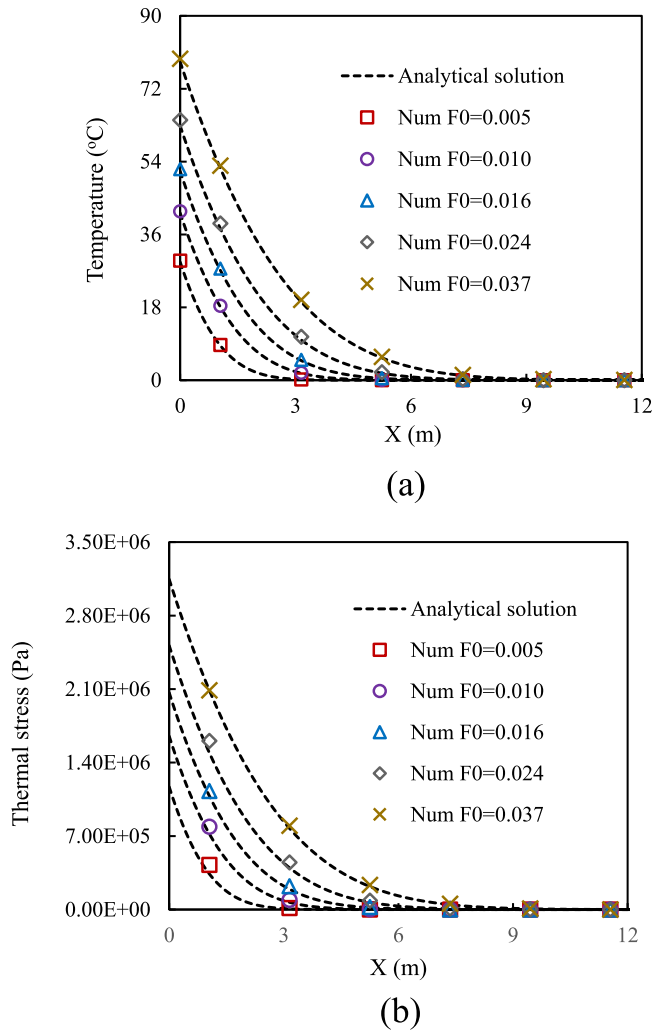 90
72
54
36
18
0
Temperature (°C)
Analytical solution
Num F0=0.005
Num F0=0.010
Num F0=0.016
Num F0=0.024
Num F0=0.037
0 3 6 9 12
X (m)
(a)
3.50E+06
2.80E+06
2.10E+06
1.40E+06
7.00E+05
0.00E+00
Thermal stress (Pa)
Analytical solution
Num F0=0.005
Num F0=0.010
Num F0=0.016
Num F0=0.024
Num F0=0.037
0 3 6 9 12
X (m)
(b)